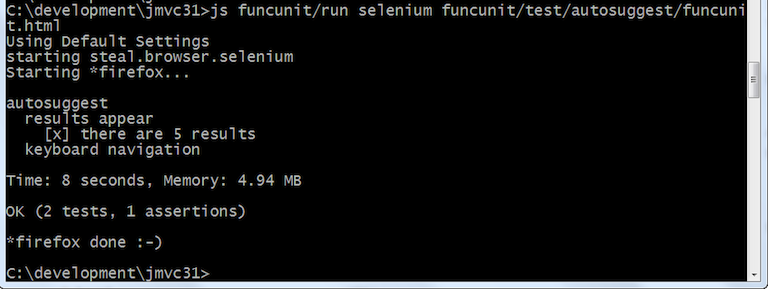 C:\development\jmvc31>js funcunit/run selenium funcunit/test/autosuggest/funcuni
t.html
Using Default Settings
starting steal.browser.selenium
Starting *firefox...
autosuggest
  results appear
    [x] there are 5 results
  keyboard navigation
Time: 8 seconds, Memory: 4.94 MB
OK (2 tests, 1 assertions)
*firefox done :-)
C:\development\jmvc31>